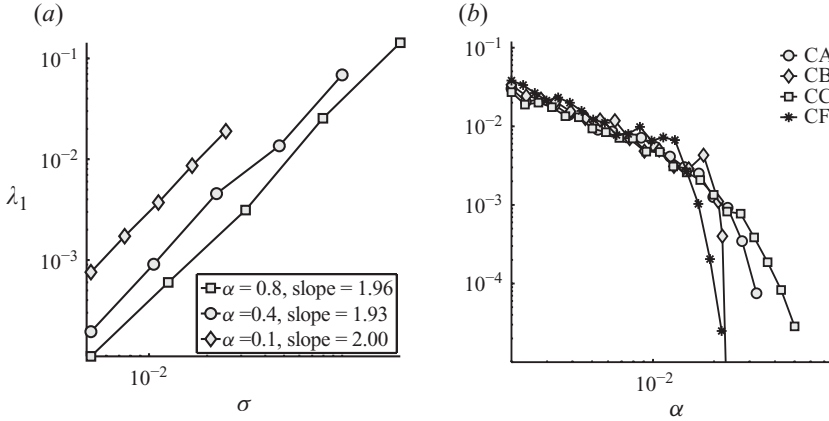 (a)
10⁻¹
10⁻²
10⁻³
λ₁
α = 0.8, slope = 1.96
α =0.4, slope = 1.93
α =0.1, slope = 2.00
10⁻²
σ
(b)
10⁻¹
10⁻²
10⁻³
10⁻⁴
CA
CB
CC
CF
10⁻²
α